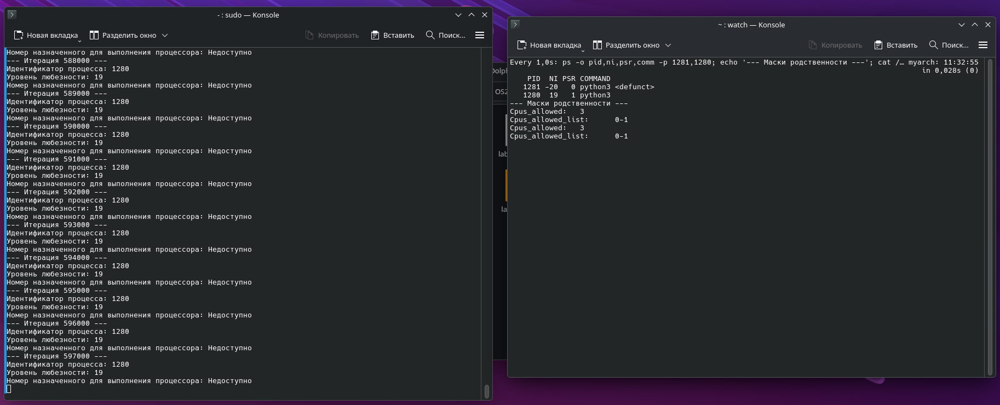 - : sudo — Konsole
Новая вкладка
Разделить окно
Копировать
Вставить
Поиск...
Номер назначенного для выполнения процессора: Недоступно
--- Итерация 588000 ---
Идентификатор процесса: 1280
Уровень любезности: 19
Номер назначенного для выполнения процессора: Недоступно
--- Итерация 589000 ---
Идентификатор процесса: 1280
Уровень любезности: 19
Номер назначенного для выполнения процессора: Недоступно
--- Итерация 590000 ---
Идентификатор процесса: 1280
Уровень любезности: 19
Номер назначенного для выполнения процессора: Недоступно
--- Итерация 591000 ---
Идентификатор процесса: 1280
Уровень любезности: 19
Номер назначенного для выполнения процессора: Недоступно
--- Итерация 592000 ---
Идентификатор процесса: 1280
Уровень любезности: 19
Номер назначенного для выполнения процессора: Недоступно
--- Итерация 593000 ---
Идентификатор процесса: 1280
Уровень любезности: 19
Номер назначенного для выполнения процессора: Недоступно
--- Итерация 594000 ---
Идентификатор процесса: 1280
Уровень любезности: 19
Номер назначенного для выполнения процессора: Недоступно
--- Итерация 595000 ---
Идентификатор процесса: 1280
Уровень любезности: 19
Номер назначенного для выполнения процессора: Недоступно
--- Итерация 596000 ---
Идентификатор процесса: 1280
Уровень любезности: 19
Номер назначенного для выполнения процессора: Недоступно
--- Итерация 597000 ---
Идентификатор процесса: 1280
Уровень любезности: 19
Номер назначенного для выполнения процессора: Недоступно
Dolph
OS2
lab
la
~ : watch — Konsole
Новая вкладка
Разделить окно
Копировать
Вставить
Поиск...
Every 1,0s: ps -o pid,ni,psr,comm -p 1281,1280; echo '--- Маски родственности ---'; cat /… myarch: 11:32:55
in 0,028s (0)
PID NI PSR COMMAND
1281 -20 0 python3 <defunct>
1280 19 1 python3
--- Маски родственности ---
Cpus_allowed: 3
Cpus_allowed_list: 0-1
Cpus_allowed: 3
Cpus_allowed_list: 0-1